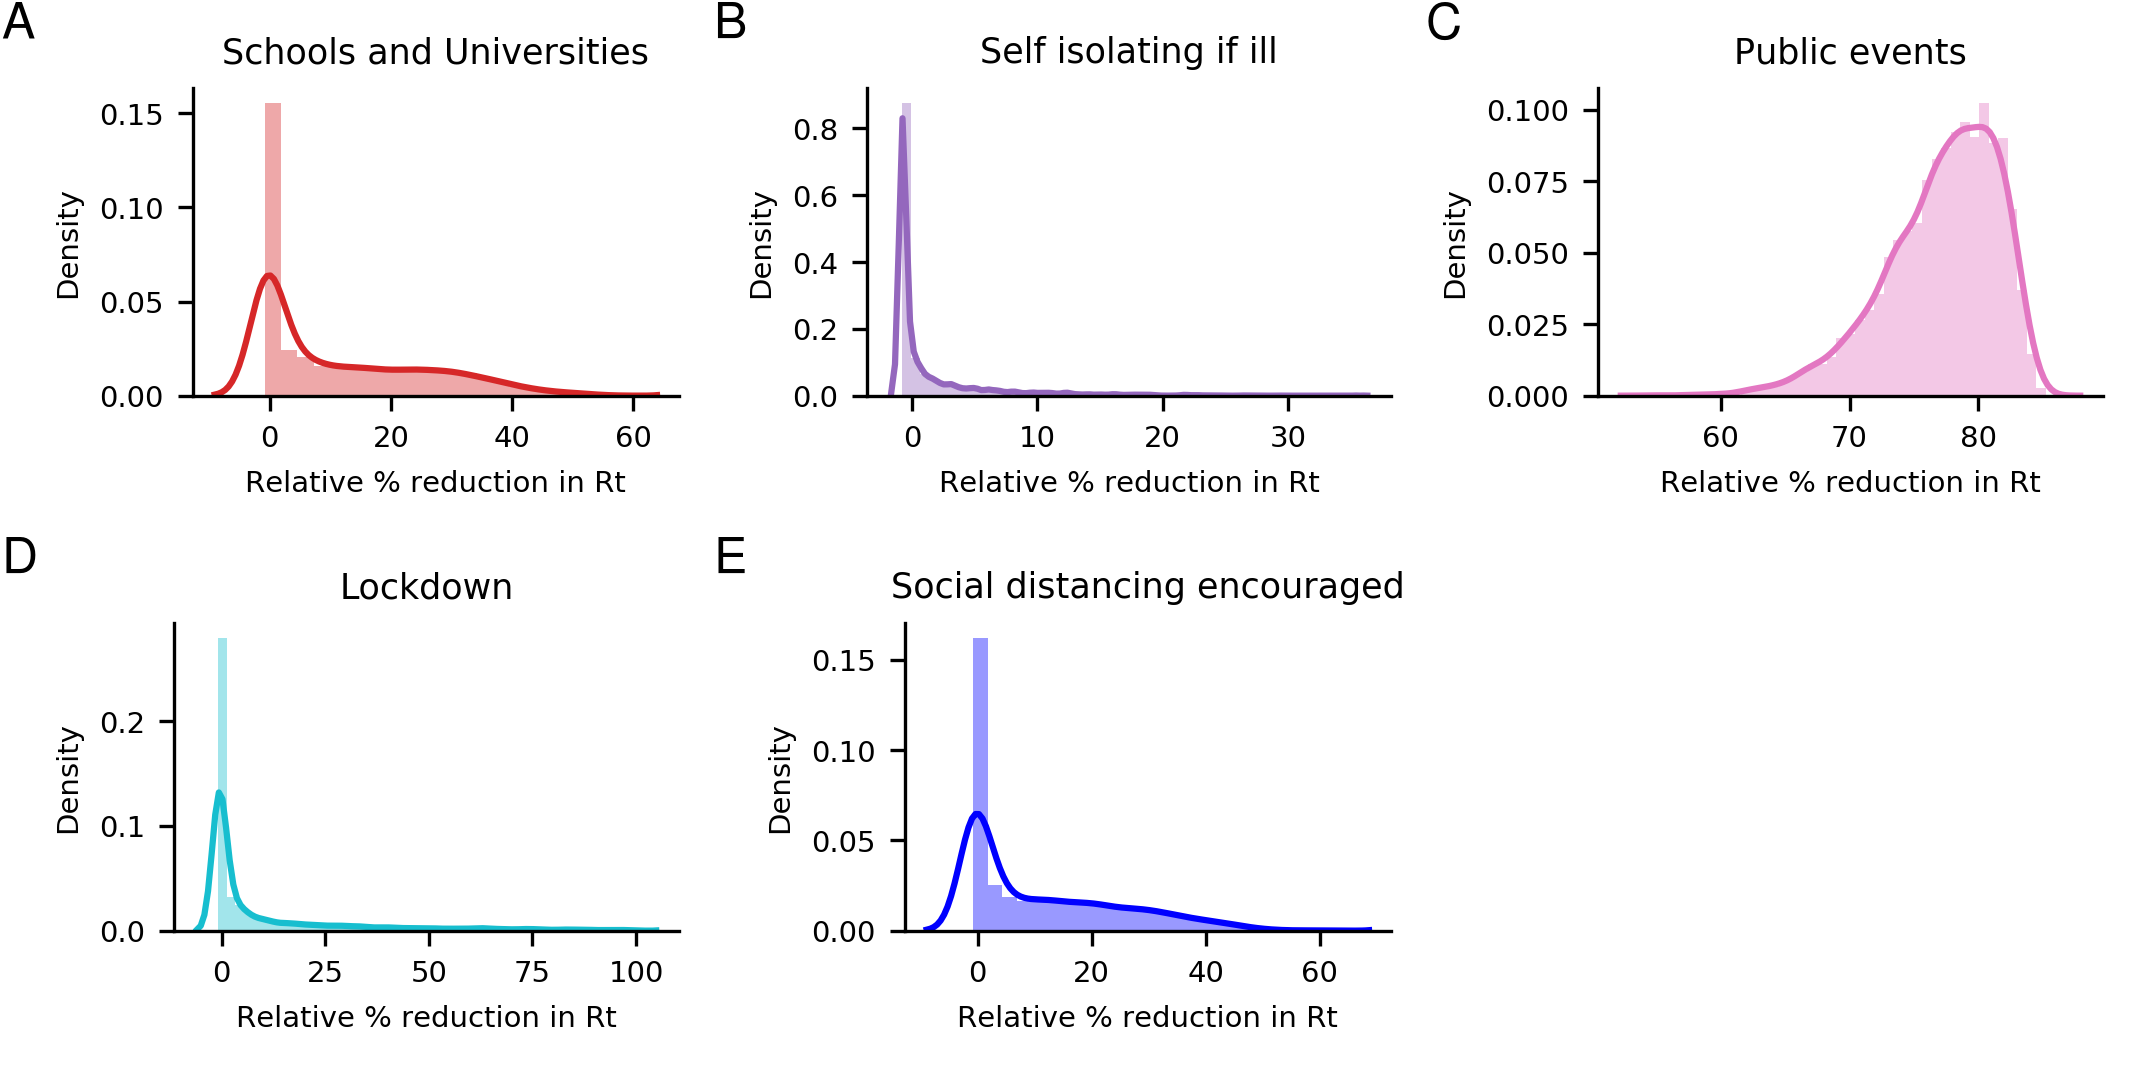 A
Schools and Universities
Density
0.15
0.10
0.05
0.00
0 20 40 60
Relative % reduction in Rt
B
Self isolating if ill
Density
0.8
0.6
0.4
0.2
0.0
0 10 20 30
Relative % reduction in Rt
C
Public events
Density
0.100
0.075
0.050
0.025
0.000
60 70 80
Relative % reduction in Rt
D
Lockdown
Density
0.2
0.1
0.0
0 25 50 75 100
Relative % reduction in Rt
E
Social distancing encouraged
Density
0.15
0.10
0.05
0.00
0 20 40 60
Relative % reduction in Rt